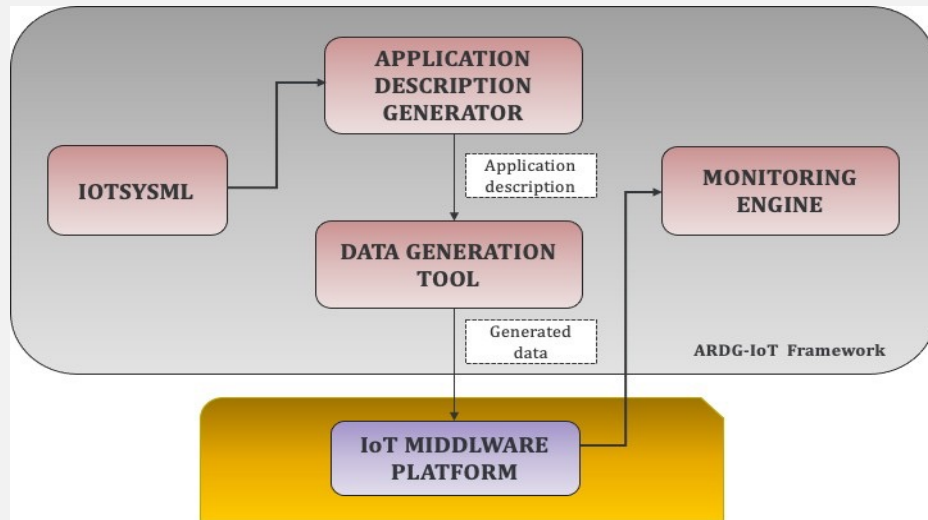 APPLICATION
DESCRIPTION
GENERATOR
Application
description
IOTSYSML
MONITORING
ENGINE
DATA GENERATION
TOOL
Generated
data
ARDG-IoT Framework
IoT MIDDLWARE
PLATFORM